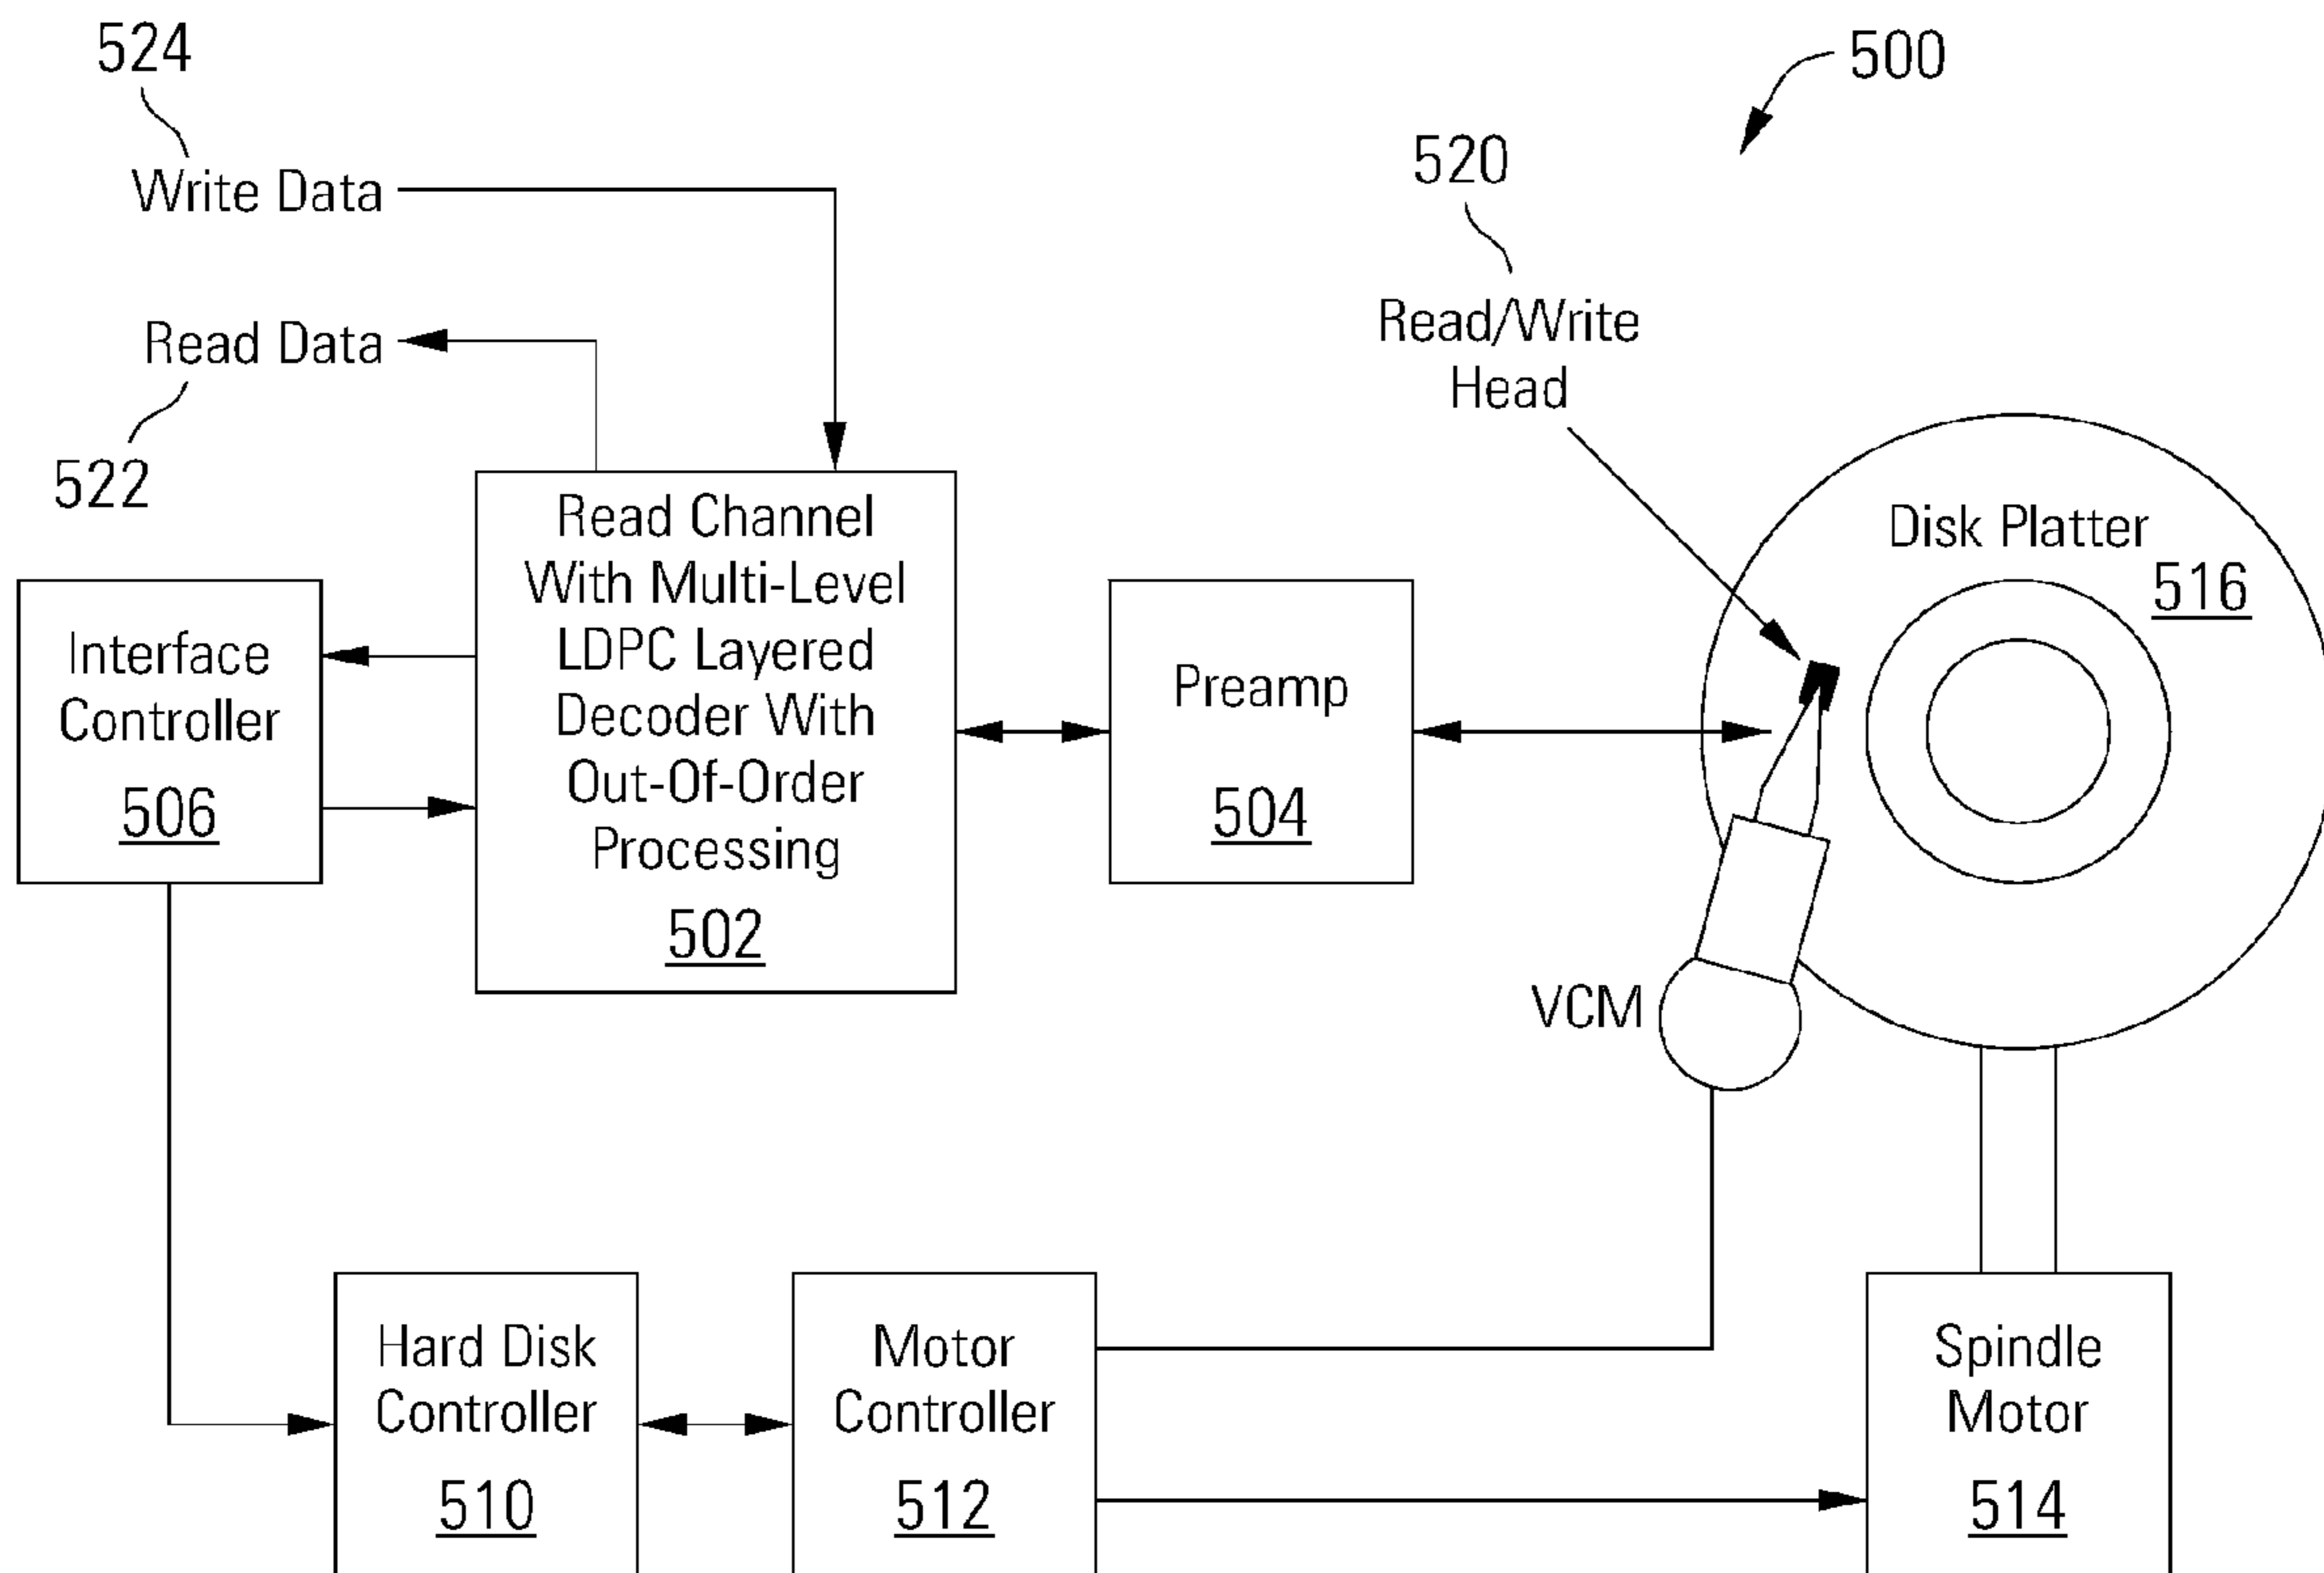 524
Write Data
500
520
Read/Write
Head
Read Data
522
Read Channel
With Multi-Level
LDPC Layered
Decoder With
Out-Of-Order
Processing
502
Interface
Controller
506
Preamp
504
Disk Platter
516
VCM
Hard Disk
Controller
510
Motor
Controller
512
Spindle
Motor
514